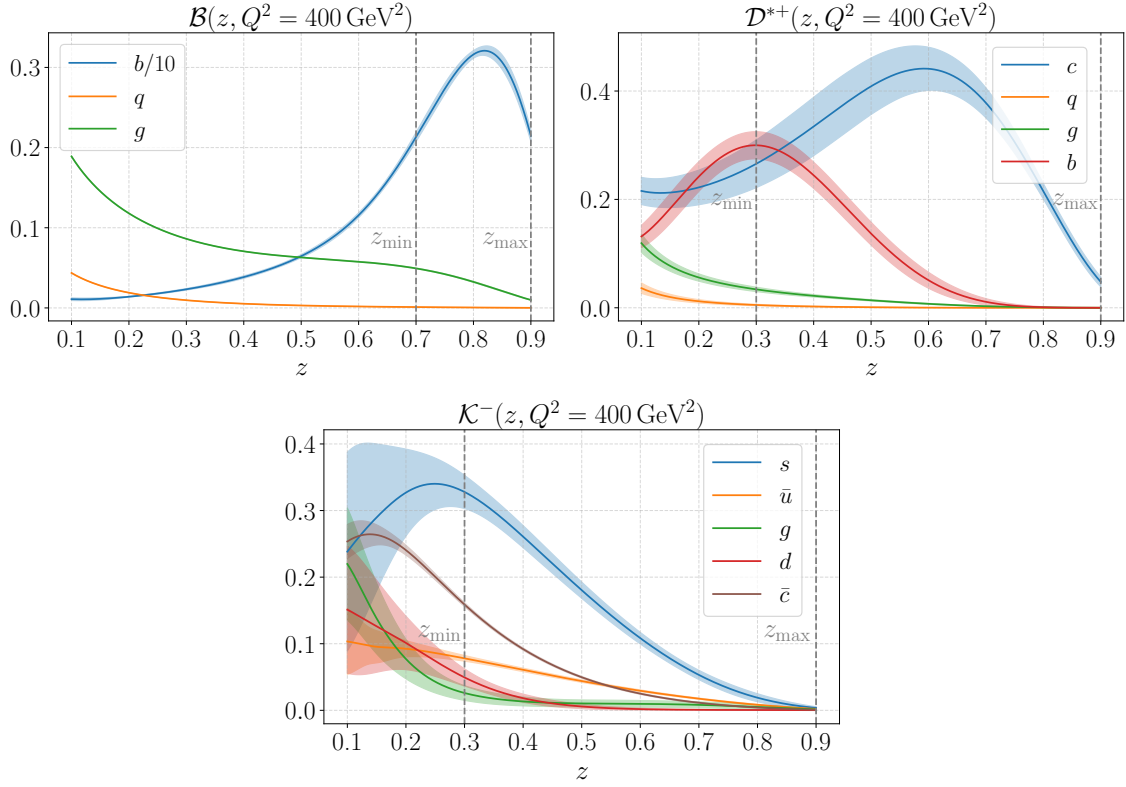 𝓑(z, Q² = 400 GeV²)
0.3
0.2
0.1
0.0
b/10
q
g
z_min
z_max
0.1 0.2 0.3 0.4 0.5 0.6 0.7 0.8 0.9
z
𝓓*⁺(z, Q² = 400 GeV²)
0.4
0.2
0.0
c
q
g
b
z_min
z_max
0.1 0.2 0.3 0.4 0.5 0.6 0.7 0.8 0.9
z
𝓚⁻(z, Q² = 400 GeV²)
0.4
0.3
0.2
0.1
0.0
s
ū
g
d
c̄
z_min
z_max
0.1 0.2 0.3 0.4 0.5 0.6 0.7 0.8 0.9
z